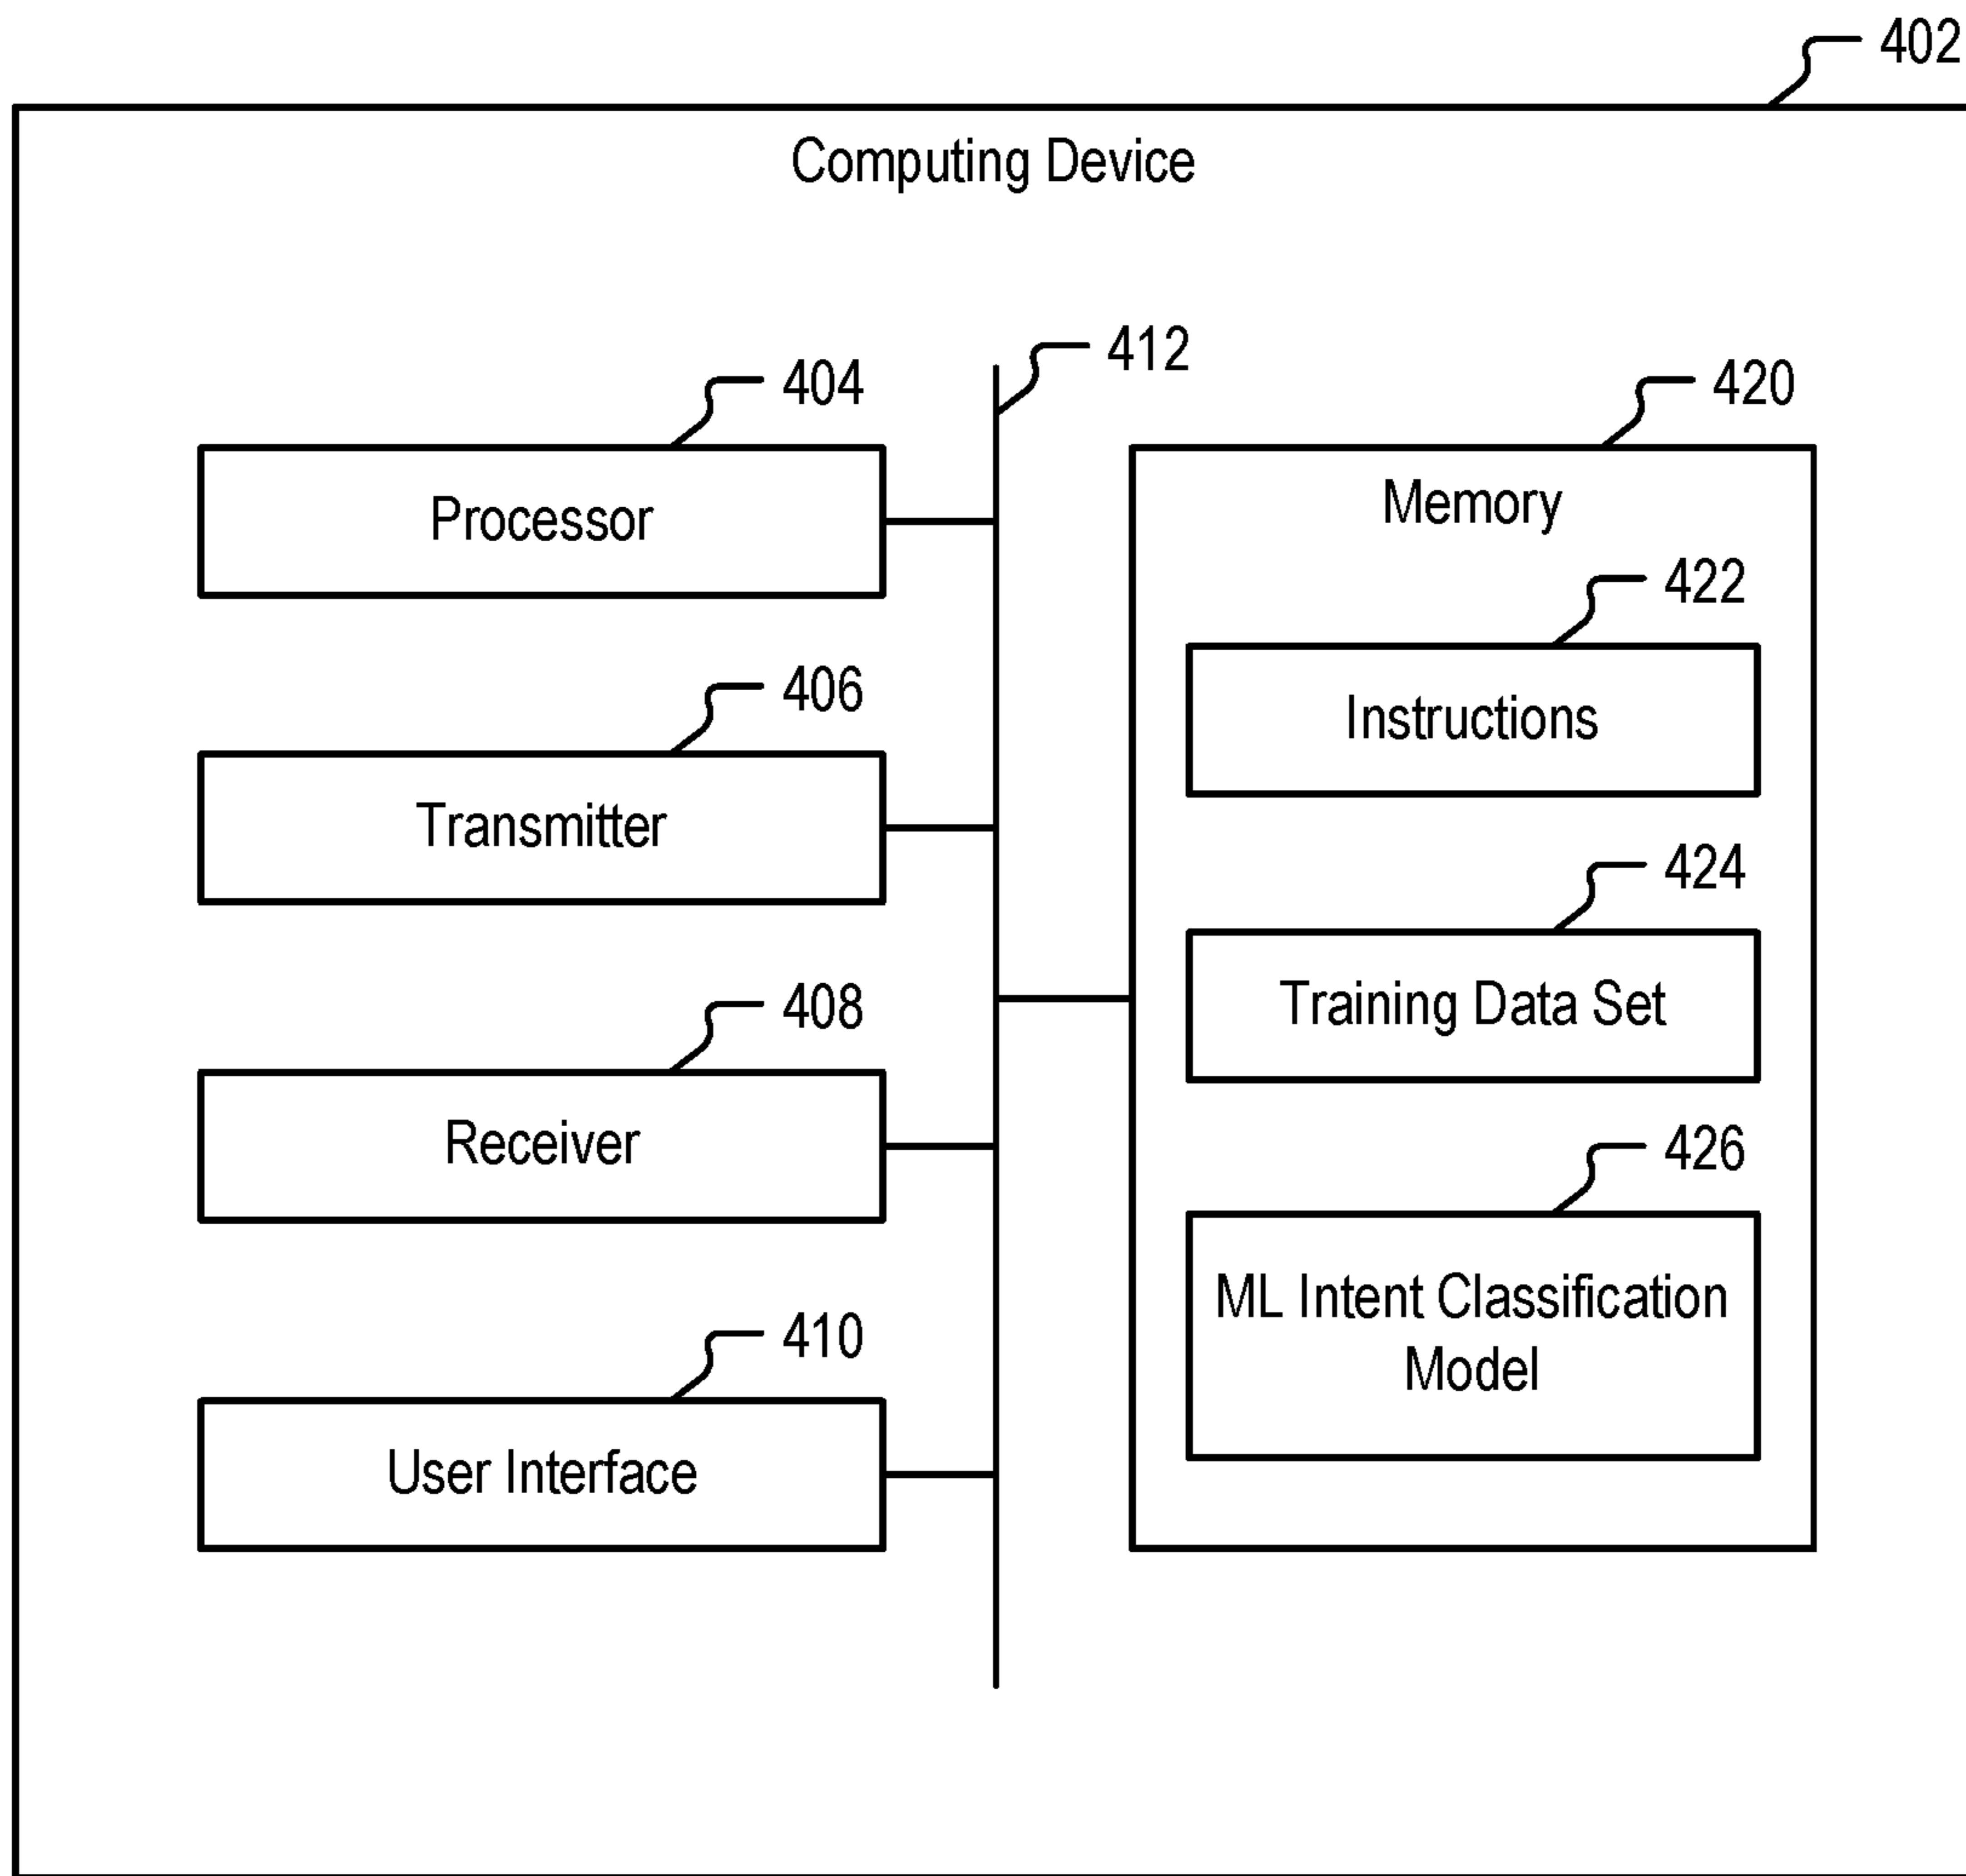 402
Computing Device
412
404
Processor
406
Transmitter
408
Receiver
410
User Interface
420
Memory
422
Instructions
424
Training Data Set
426
ML Intent Classification
Model